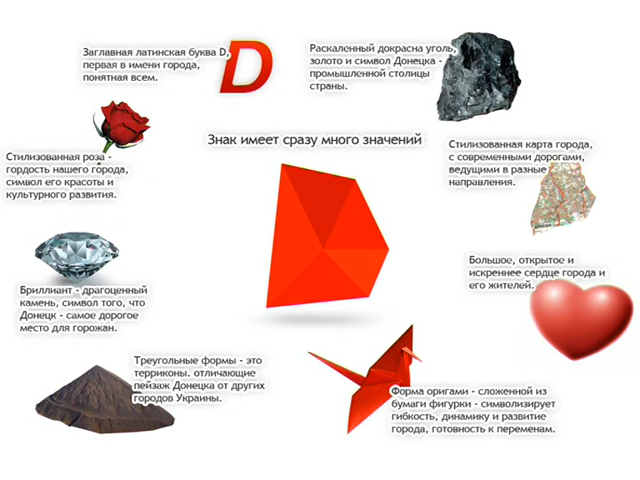 Заглавная латинская буква D,
первая в имени города,
понятная всем.
D
Раскаленный докрасна уголь,
золото и символ Донецка -
промышленной столицы
страны.
Знак имеет сразу много значений
Стилизованная роза -
гордость нашего города,
символ его красоты и
культурного развития.
Стилизованная карта города,
с современными дорогами,
ведущими в разные
направления.
Бриллиант - драгоценный
камень, символ того, что
Донецк - самое дорогое
место для горожан.
Большое, открытое и
искреннее сердце города и
его жителей.
Треугольные формы - это
терриконы. отличающие
пейзаж Донецка от других
городов Украины.
Форма оригами - сложенной из
бумаги фигурки - символизирует
гибкость, динамику и развитие
города, готовность к переменам.